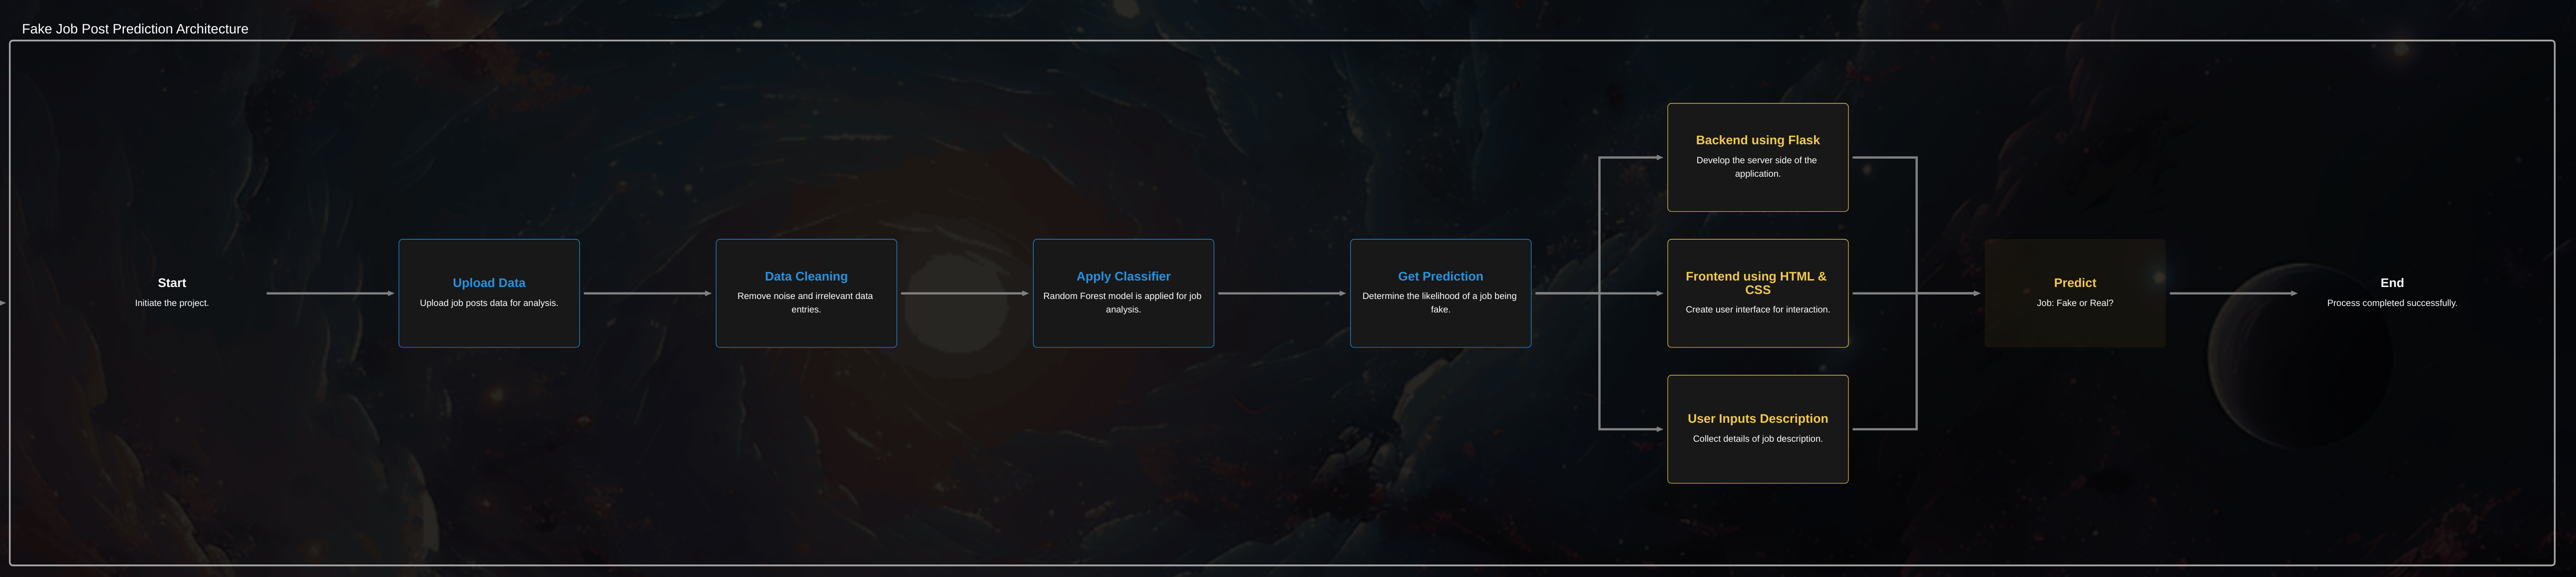 Fake Job Post Prediction Architecture
Start
Initiate the project.
Upload Data
Upload job posts data for analysis.
Data Cleaning
Remove noise and irrelevant data
entries.
Apply Classifier
Random Forest model is applied for job
analysis.
Get Prediction
Determine the likelihood of a job being
fake.
Backend using Flask
Develop the server side of the
application.
Frontend using HTML &
CSS
Create user interface for interaction.
User Inputs Description
Collect details of job description.
Predict
Job: Fake or Real?
End
Process completed successfully.